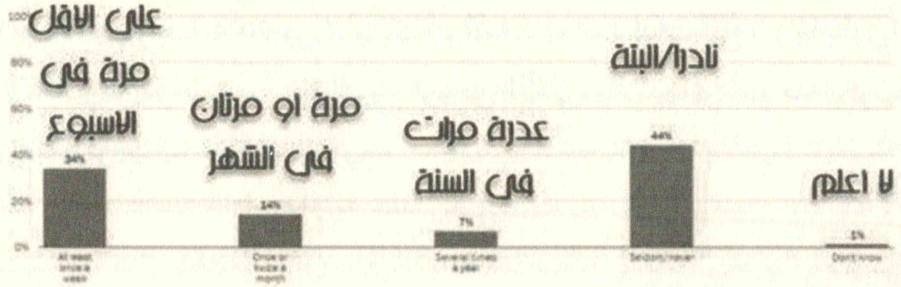 100%
80%
60%
40%
20%
0%
على الاقل
مرة فى
الاسبوع
34%
At least
once a
week
مرة او مرتان
فى الشهر
14%
Once or
twice a
month
عدرة مرات
فى السنة
7%
Several times
a year
نادرا/البتة
44%
Seldom/never
لا اعلم
1%
Don't know